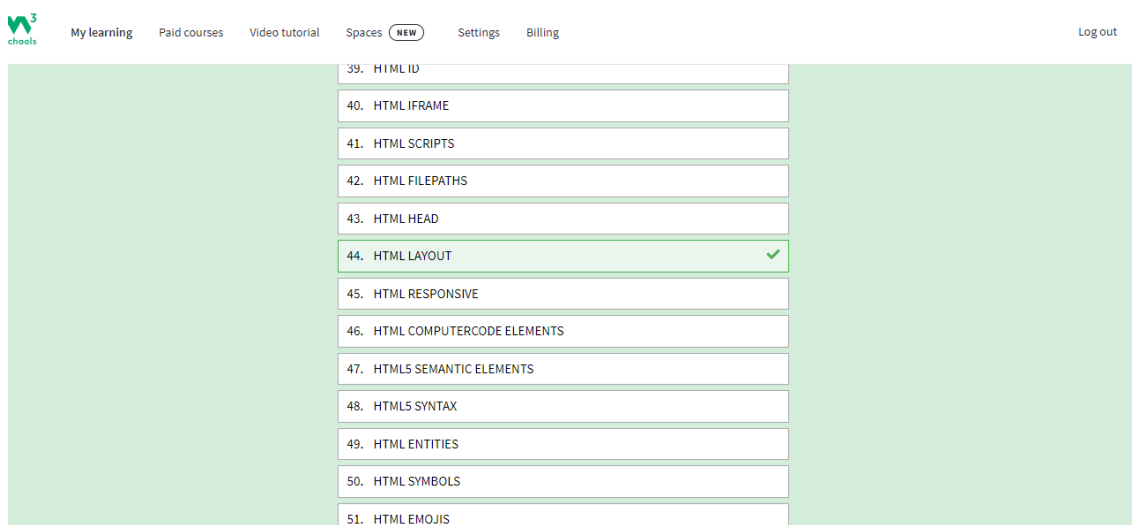 3
chools
My learning Paid courses Video tutorial Spaces NEW Settings Billing Log out
39. HTML ID
40. HTML IFRAME
41. HTML SCRIPTS
42. HTML FILEPATHS
43. HTML HEAD
44. HTML LAYOUT
45. HTML RESPONSIVE
46. HTML COMPUTERCODE ELEMENTS
47. HTML5 SEMANTIC ELEMENTS
48. HTML5 SYNTAX
49. HTML ENTITIES
50. HTML SYMBOLS
51. HTML EMOJIS